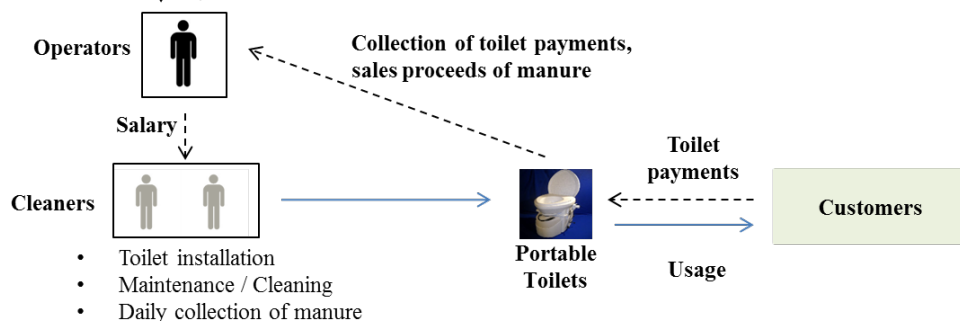 Operators
Collection of toilet payments,
sales proceeds of manure
Salary
Toilet
payments
Cleaners
Customers
Portable
Toilets
Usage
• Toilet installation
• Maintenance / Cleaning
• Daily collection of manure